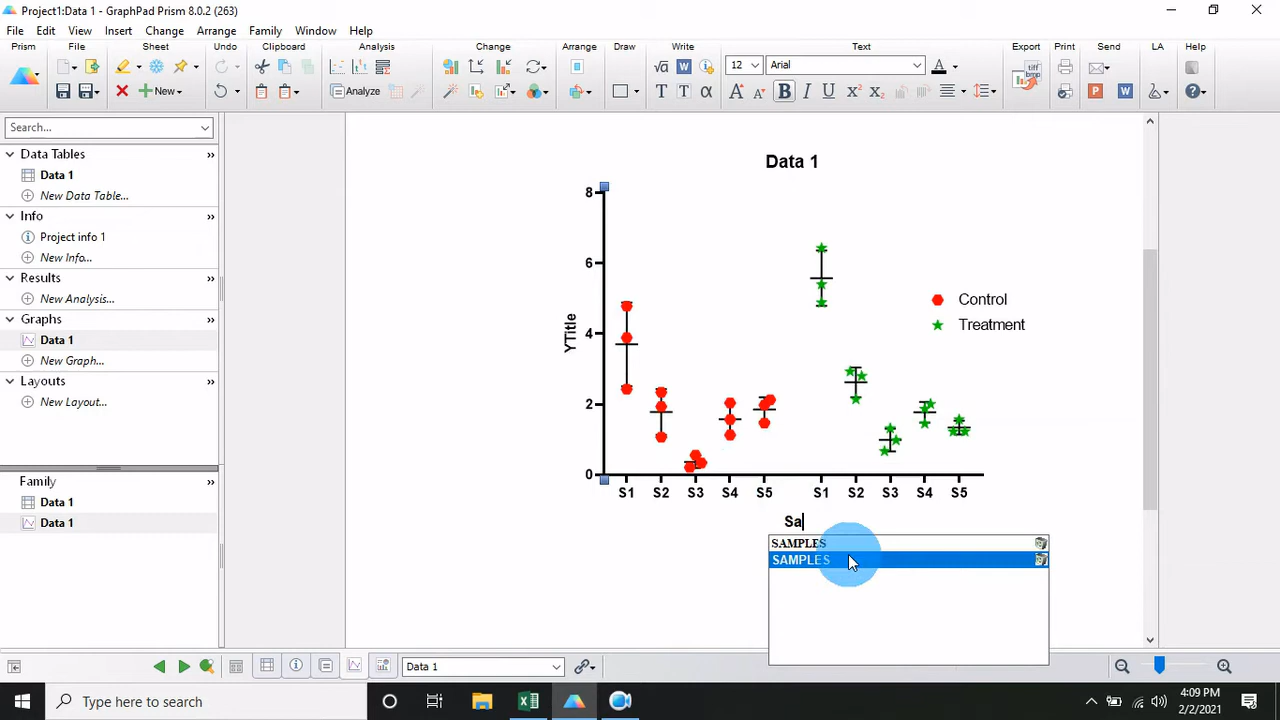 Project1:Data 1 - GraphPad Prism 8.0.2 (263)
File Edit View Insert Change Arrange Family Window Help
Prism File Sheet Undo Clipboard Analysis Change Arrange Draw Write Text Export Print Send LA Help
12 Arial A
tiff
bmp
New Analyze √α W T T α A A B I U X² X₂ P W
Search...
Data Tables
Data 1
New Data Table...
Info
Project info 1
New Info...
Results
New Analysis...
Graphs
Data 1
New Graph...
Layouts
New Layout...
Family
Data 1
Data 1
Data 1
8
6
4
2
0
YTitle
Control
Treatment
S1 S2 S3 S4 S5 S1 S2 S3 S4 S5
Sa
SAMPLES
SAMPLES
Data 1
Type here to search
4:09 PM
2/2/2021